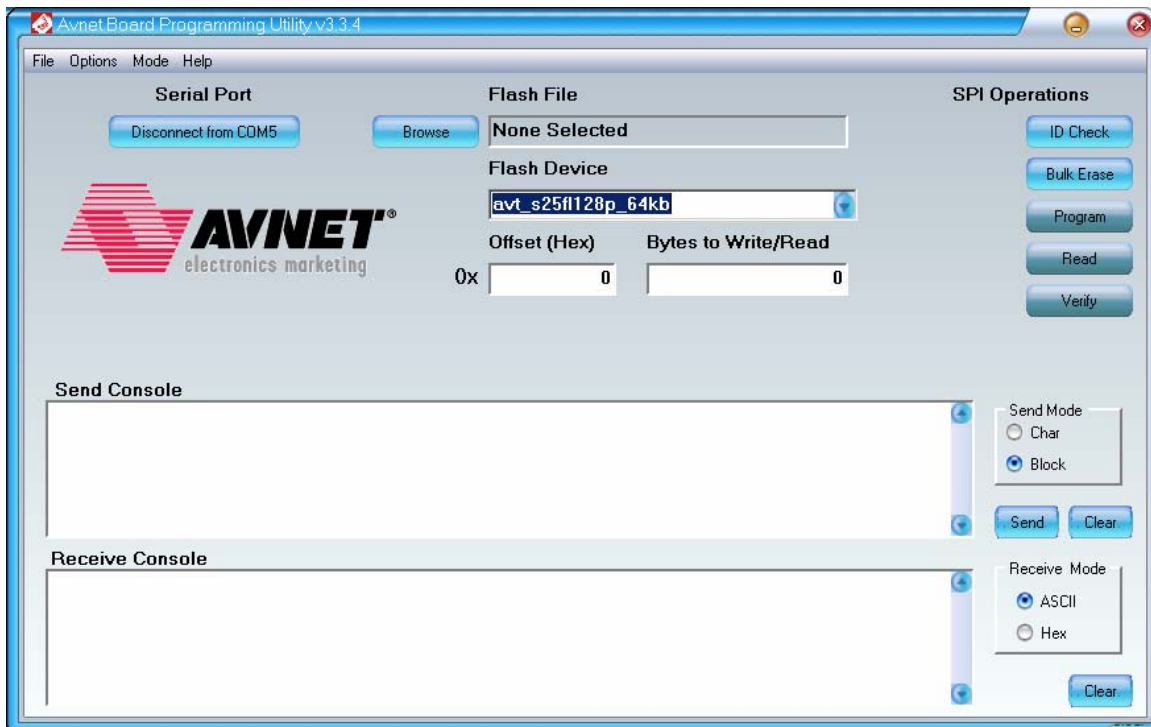 Avnet Board Programming Utility v3.3.4
File Options Mode Help
Serial Port
Flash File
SPI Operations
Disconnect from COM5
Browse
None Selected
ID Check
Flash Device
Bulk Erase
avt_s25fl128p_64kb
Program
AVNET®
electronics marketing
Offset (Hex)
Bytes to Write/Read
Read
0x
0
0
Verify
Send Console
Send Mode
Char
Block
Send
Clear
Receive Console
Receive Mode
ASCII
Hex
Clear